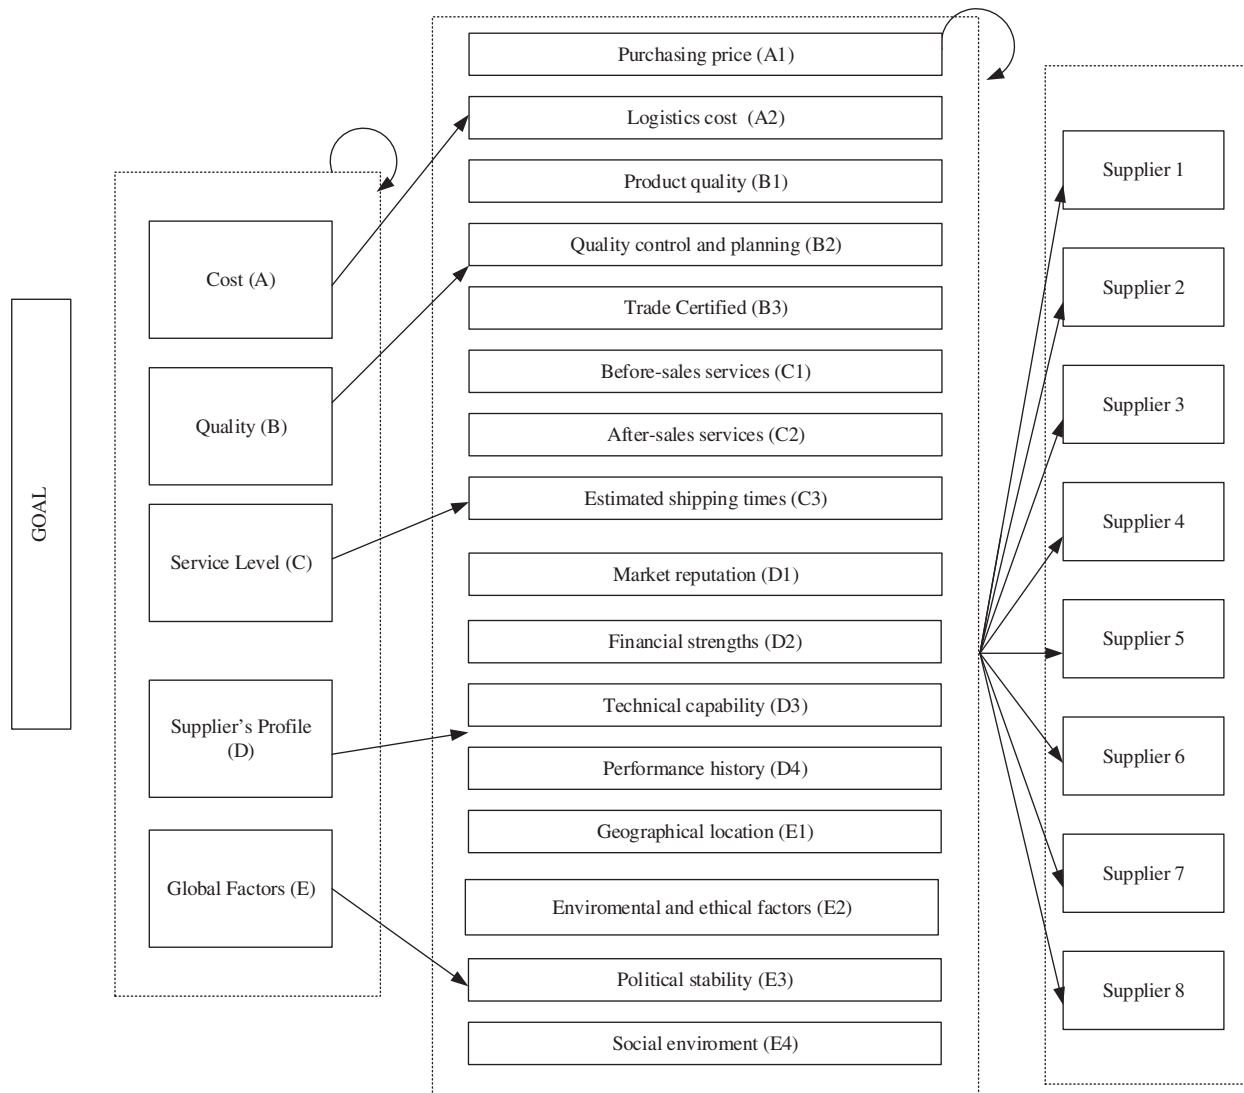 GOAL
Cost (A)
Quality (B)
Service Level (C)
Supplier’s Profile
(D)
Global Factors (E)
Purchasing price (A1)
Logistics cost (A2)
Product quality (B1)
Quality control and planning (B2)
Trade Certified (B3)
Before-sales services (C1)
After-sales services (C2)
Estimated shipping times (C3)
Market reputation (D1)
Financial strengths (D2)
Technical capability (D3)
Performance history (D4)
Geographical location (E1)
Enviromental and ethical factors (E2)
Political stability (E3)
Social enviroment (E4)
Supplier 1
Supplier 2
Supplier 3
Supplier 4
Supplier 5
Supplier 6
Supplier 7
Supplier 8